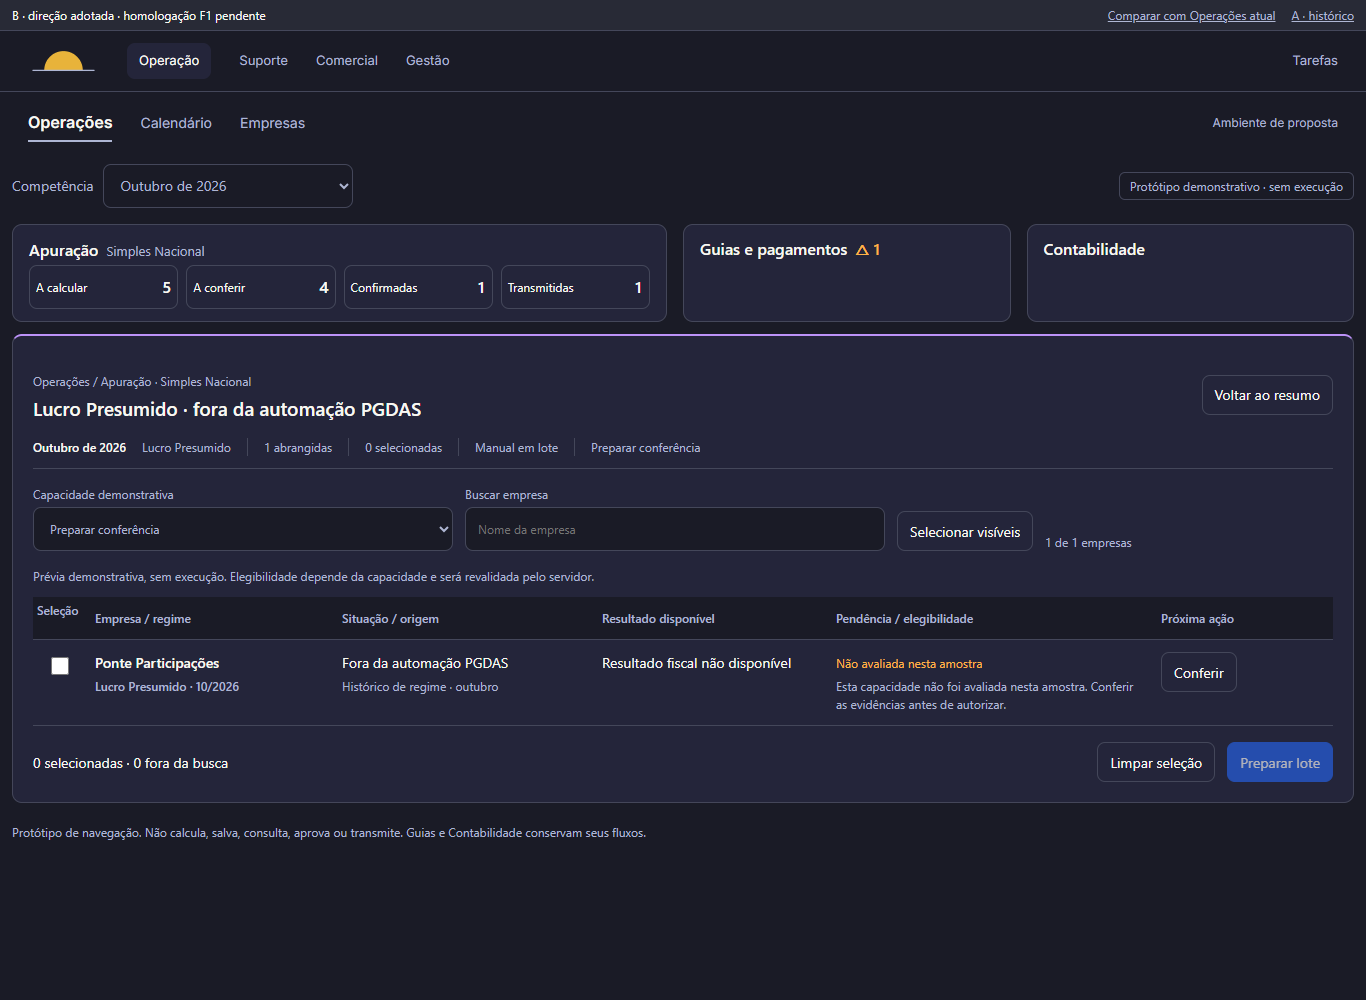 B · direção adotada · homologação F1 pendente
Comparar com Operações atual
A · histórico
Operação
Suporte
Comercial
Gestão
Tarefas
Operações
Calendário
Empresas
Ambiente de proposta
Competência
Outubro de 2026
Protótipo demonstrativo · sem execução
Apuração Simples Nacional
A calcular 5
A conferir 4
Confirmadas 1
Transmitidas 1
Guias e pagamentos △ 1
Contabilidade
Operações / Apuração · Simples Nacional
Lucro Presumido · fora da automação PGDAS
Voltar ao resumo
Outubro de 2026
Lucro Presumido
1 abrangidas
0 selecionadas
Manual em lote
Preparar conferência
Capacidade demonstrativa
Buscar empresa
Preparar conferência
Nome da empresa
Selecionar visíveis
1 de 1 empresas
Prévia demonstrativa, sem execução. Elegibilidade depende da capacidade e será revalidada pelo servidor.
Seleção
Empresa / regime
Situação / origem
Resultado disponível
Pendência / elegibilidade
Próxima ação
Ponte Participações
Lucro Presumido · 10/2026
Fora da automação PGDAS
Histórico de regime · outubro
Resultado fiscal não disponível
Não avaliada nesta amostra
Esta capacidade não foi avaliada nesta amostra. Conferir
as evidências antes de autorizar.
Conferir
0 selecionadas · 0 fora da busca
Limpar seleção
Preparar lote
Protótipo de navegação. Não calcula, salva, consulta, aprova ou transmite. Guias e Contabilidade conservam seus fluxos.